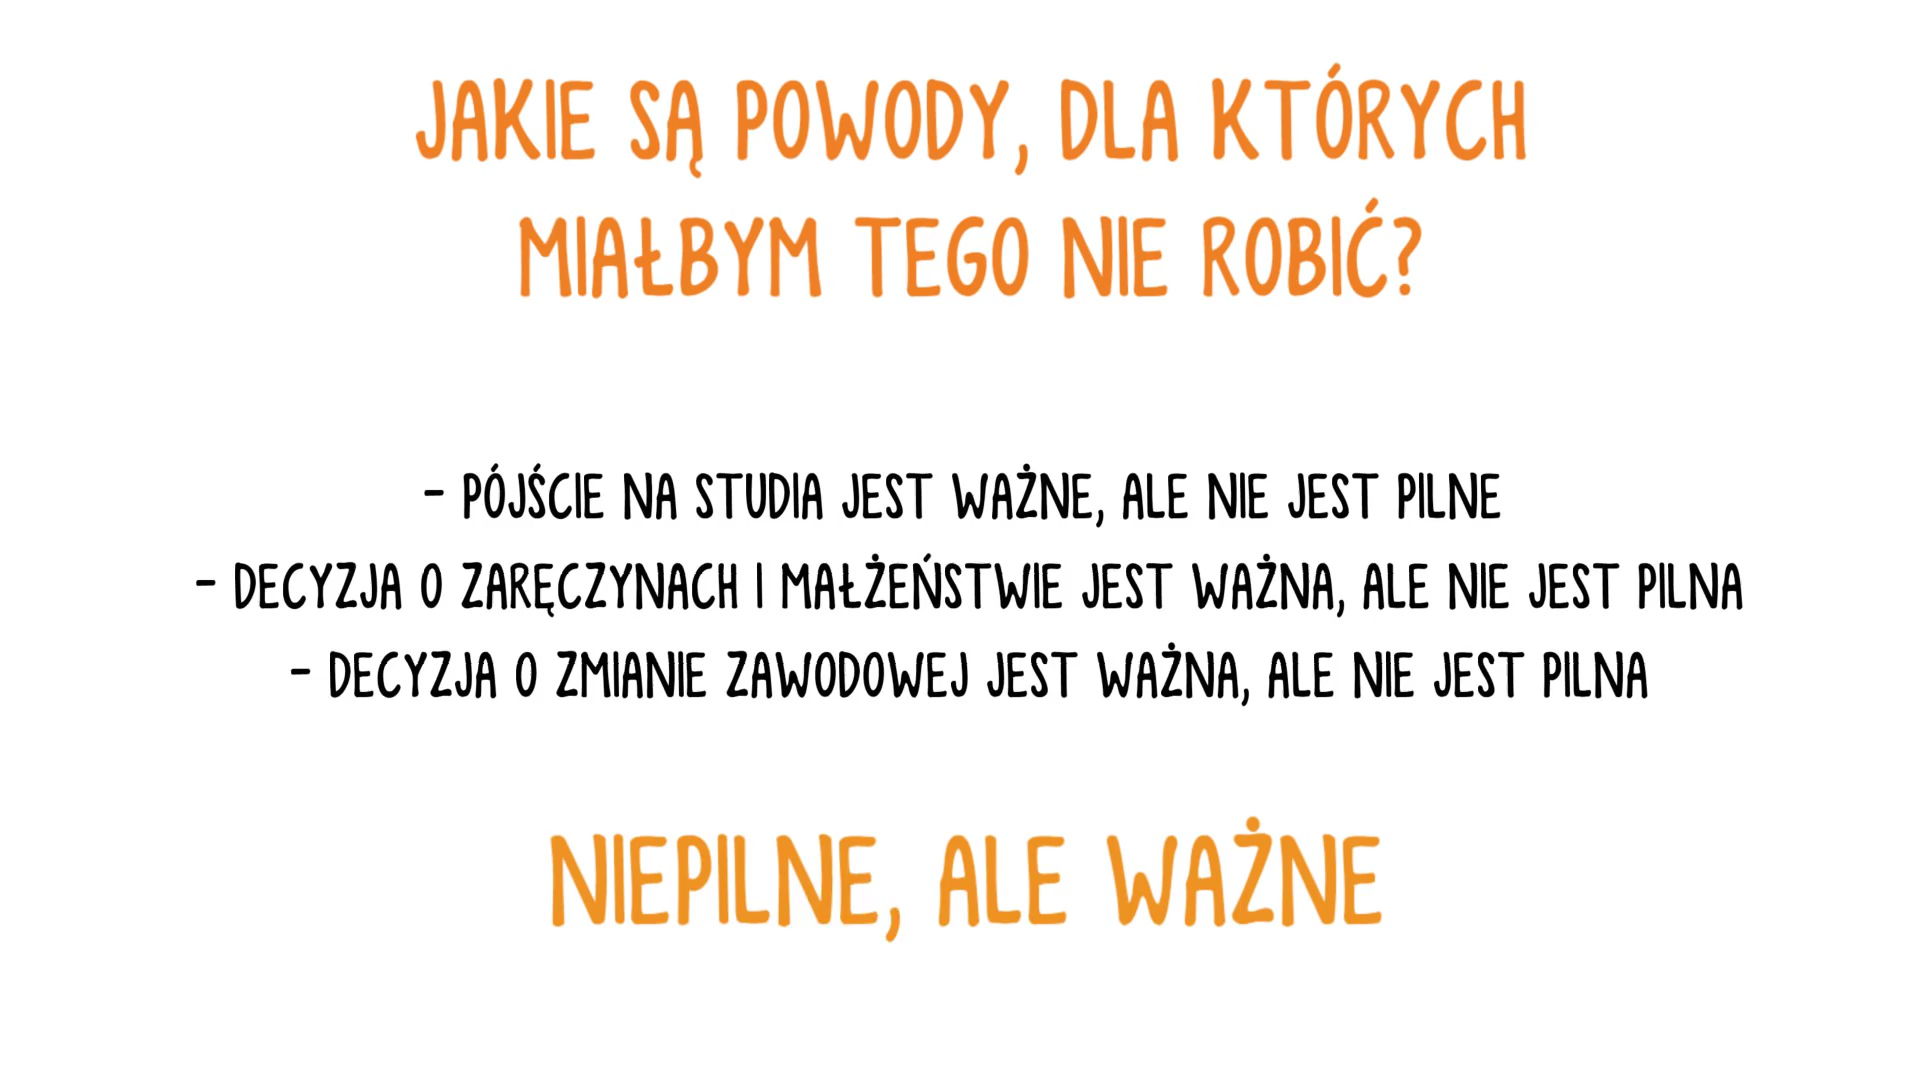 JAKIE SĄ POWODY, DLA KTÓRYCH
MIAŁBYM TEGO NIE ROBIĆ?
- PÓJŚCIE NA STUDIA JEST WAŻNE, ALE NIE JEST PILNE
- DECYZJA O ZARĘCZYNACH I MAŁŻEŃSTWIE JEST WAŻNA, ALE NIE JEST PILNA
- DECYZJA O ZMIANIE ZAWODOWEJ JEST WAŻNA, ALE NIE JEST PILNA
NIEPILNE, ALE WAŻNE